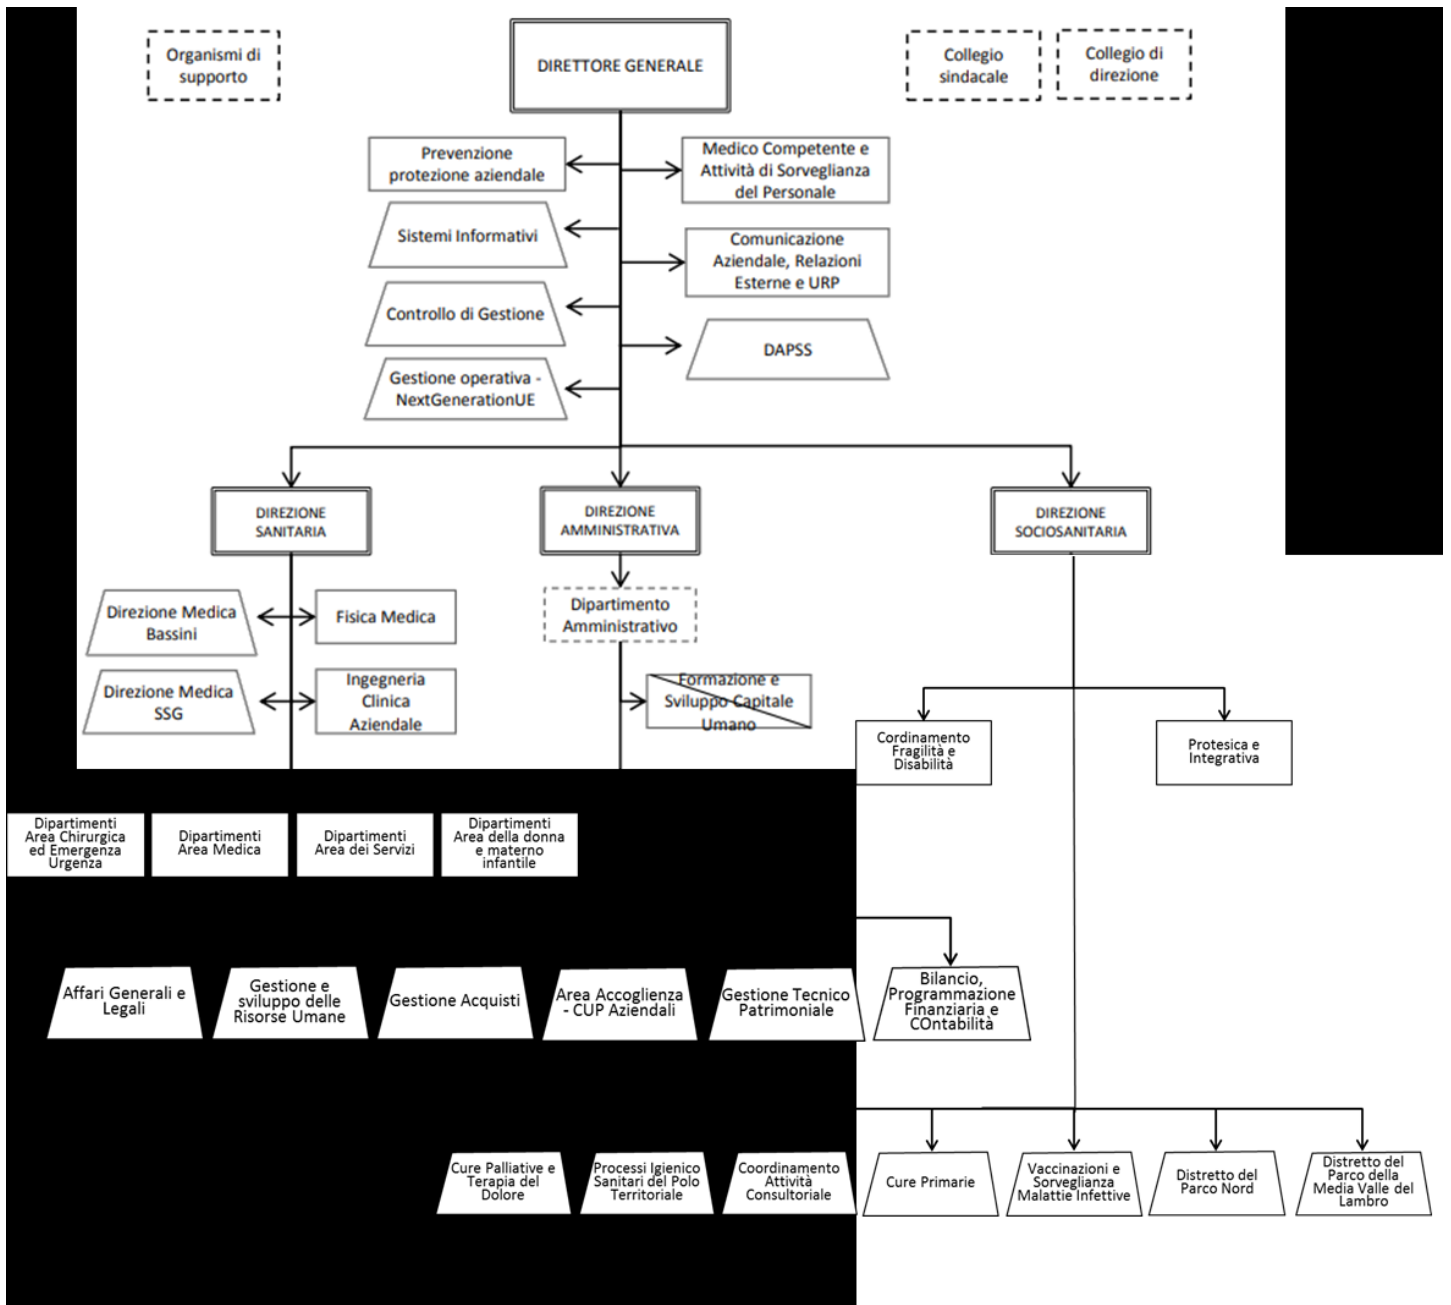 Organismi di
supporto
DIRETTORE GENERALE
Collegio
sindacale
Collegio di
direzione
Prevenzione
protezione aziendale
Medico Competente e
Attività di Sorveglianza
del Personale
Sistemi Informativi
Comunicazione
Aziendale, Relazioni
Esterne e URP
Controllo di Gestione
DAPSS
Gestione operativa -
NextGenerationUE
DIREZIONE
SANITARIA
DIREZIONE
AMMINISTRATIVA
DIREZIONE
SOCIOSANITARIA
Direzione Medica
Bassini
Fisica Medica
Dipartimento
Amministrativo
Direzione Medica
SSG
Ingegneria
Clinica
Aziendale
Formazione e
Sviluppo Capitale
Umano
Cordinamento
Fragilità e
Disabilità
Protesica e
Integrativa
Dipartimenti
Area Chirurgica
ed Emergenza
Urgenza
Dipartimenti
Area Medica
Dipartimenti
Area dei Servizi
Dipartimenti
Area della donna
e materno
infantile
Affari Generali e
Legali
Gestione e
sviluppo delle
Risorse Umane
Gestione Acquisti
Area Accoglienza
- CUP Aziendali
Gestione Tecnico
Patrimoniale
Bilancio,
Programmazione
Finanziaria e
COntabilità
Cure Palliative e
Terapia del
Dolore
Processi Igienico
Sanitari del Polo
Territoriale
Coordinamento
Attività
Consultoriale
Cure Primarie
Vaccinazioni e
Sorveglianza
Malattie Infettive
Distretto del
Parco Nord
Distretto del
Parco della
Media Valle del
Lambro